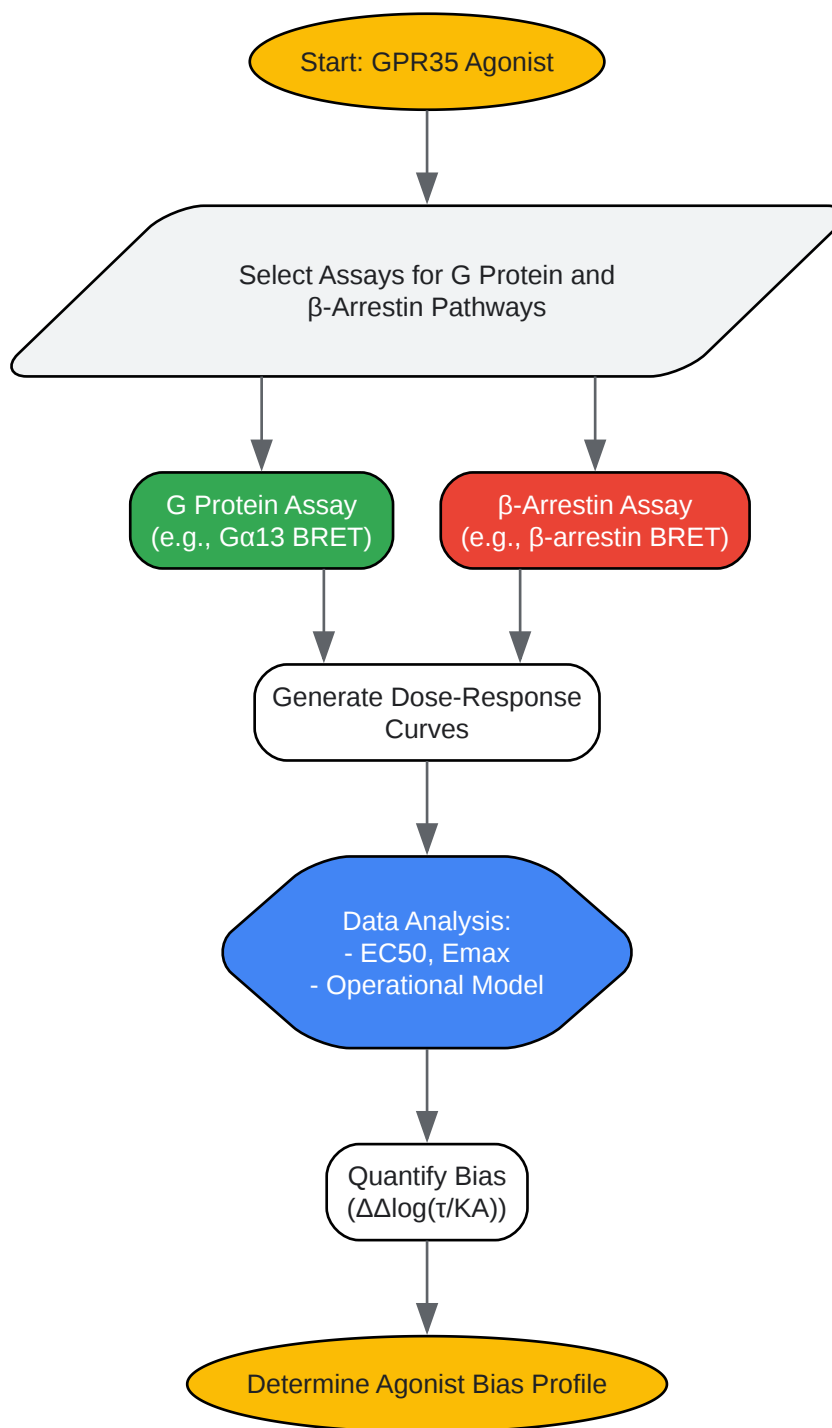 Start: GPR35 Agonist
Select Assays for G Protein and
β-Arrestin Pathways
G Protein Assay
(e.g., Gα13 BRET)
β-Arrestin Assay
(e.g., β-arrestin BRET)
Generate Dose-Response
Curves
Data Analysis:
- EC50, Emax
- Operational Model
Quantify Bias
(ΔΔlog(τ/KA))
Determine Agonist Bias Profile